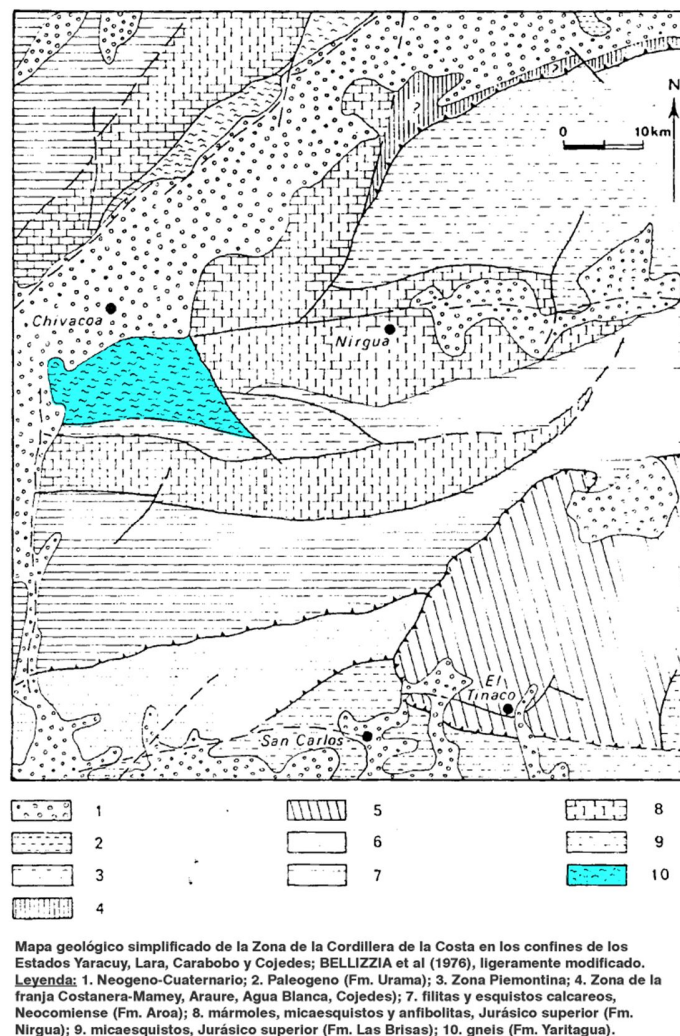 N
0 10km
?
?
Chivacoa
Nirgua
El
Tinaco
San Carlos
1 5 8
2 6 9
3 7 10
4
Mapa geológico simplificado de la Zona de la Cordillera de la Costa en los confines de los
Estados Yaracuy, Lara, Carabobo y Cojedes; BELLIZZIA et al (1976), ligeramente modificado.
Leyenda: 1. Neogeno-Cuaternario; 2. Paleogeno (Fm. Urama); 3. Zona Piemontina; 4. Zona de la
franja Costanera-Mamey, Araure, Agua Blanca, Cojedes); 7. filitas y esquistos calcareos,
Neocomiense (Fm. Aroa); 8. mármoles, micaesquistos y anfibolitas, Jurásico superior (Fm.
Nirgua); 9. micaesquistos, Jurásico superior (Fm. Las Brisas); 10. gneis (Fm. Yaritagua).